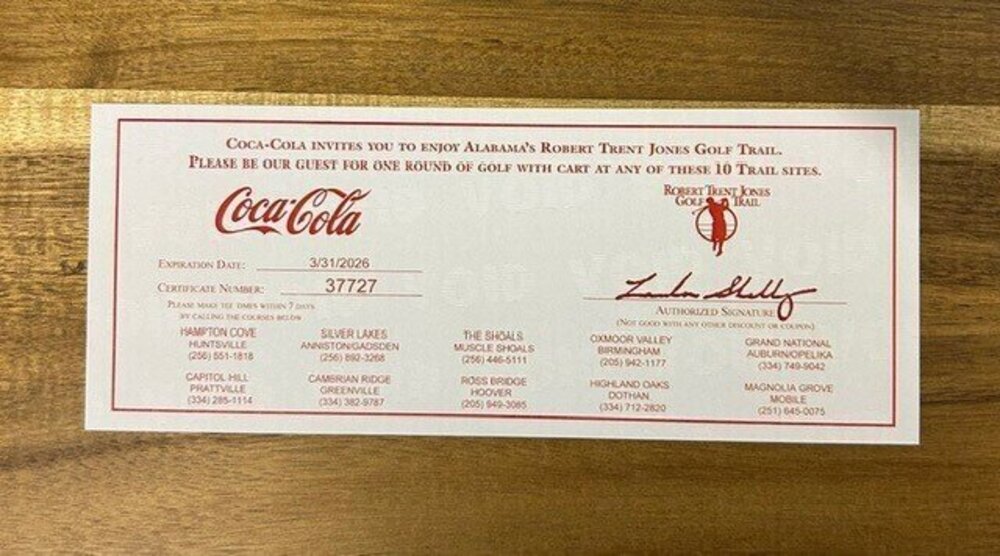 COCA-COLA INVITES YOU TO ENJOY ALABAMA'S ROBERT TRENT JONES GOLF TRAIL.
PLEASE BE OUR GUEST FOR ONE ROUND OF GOLF WITH CART AT ANY OF THESE 10 TRAIL SITES.
Coca-Cola
ROBERT TRENT JONES
GOLF TRAIL
EXPIRATION DATE: 3/31/2026
CERTIFICATE NUMBER: 37727
PLEASE MAKE TEE TIMES WITHIN 7 DAYS
BY CALLING THE COURSES BELOW
AUTHORIZED SIGNATURE
(NOT GOOD WITH ANY OTHER DISCOUNT OR COUPON)
HAMPTON COVE
HUNTSVILLE
(256) 551-1818
SILVER LAKES
ANNISTON/GADSDEN
(256) 892-3268
THE SHOALS
MUSCLE SHOALS
(256) 446-5111
OXMOOR VALLEY
BIRMINGHAM
(205) 942-1177
GRAND NATIONAL
AUBURN/OPELIKA
(334) 749-9042
CAPITOL HILL
PRATTVILLE
(334) 285-1114
CAMBRIAN RIDGE
GREENVILLE
(334) 382-9787
ROSS BRIDGE
HOOVER
(205) 949-3085
HIGHLAND OAKS
DOTHAN
(334) 712-2820
MAGNOLIA GROVE
MOBILE
(251) 645-0075